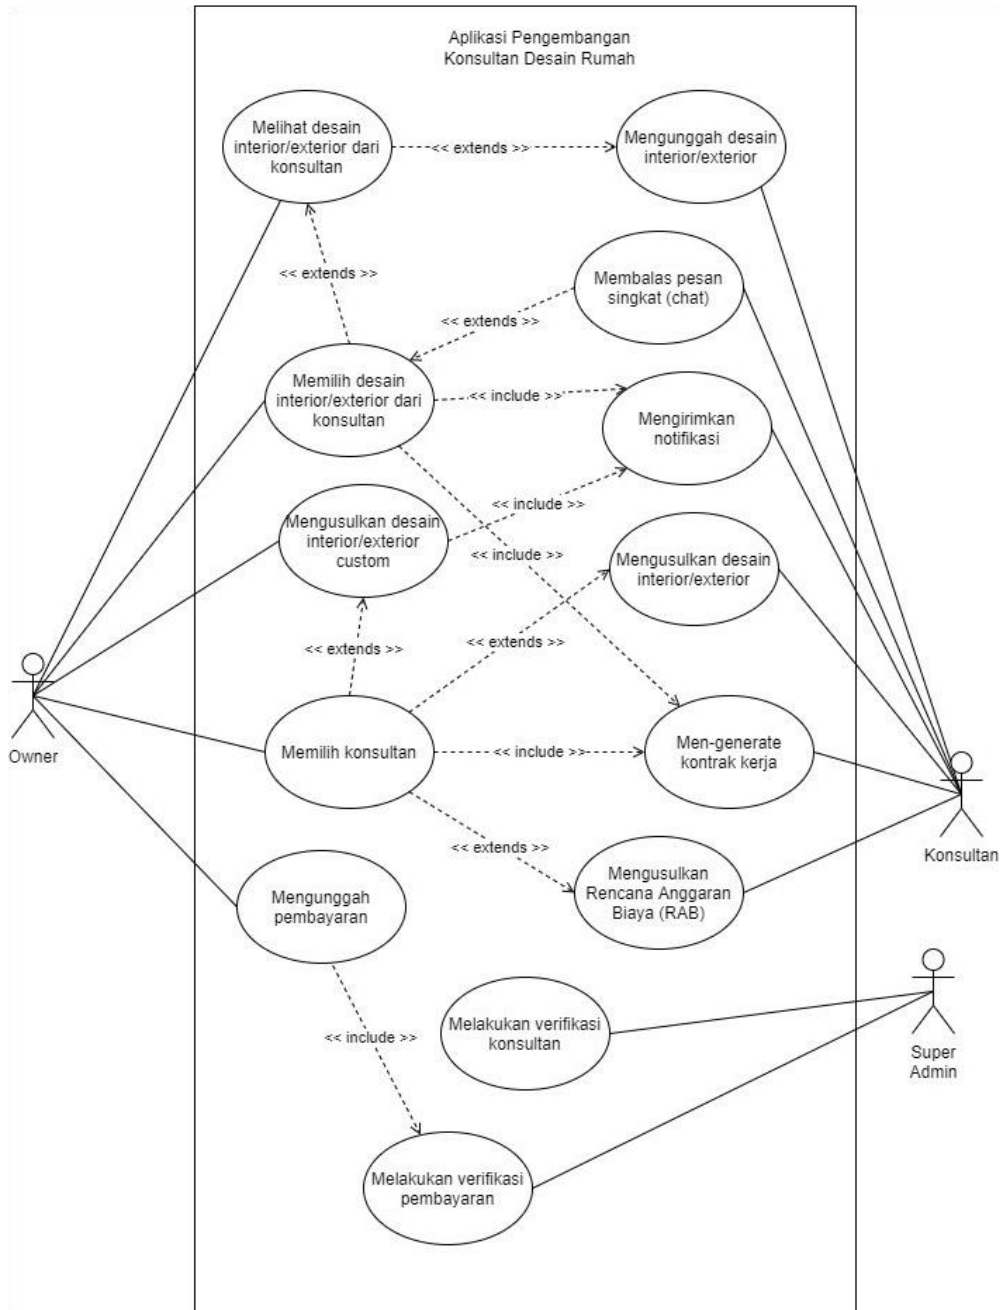 Aplikasi Pengembangan
Konsultan Desain Rumah
Melihat desain
interior/exterior dari
konsultan
<< extends >>
Mengunggah desain
interior/exterior
<< extends >>
Membalas pesan
singkat (chat)
<< extends >>
Memilih desain
interior/exterior dari
konsultan
<< include >>
Mengirimkan
notifikasi
Mengusulkan desain
interior/exterior
custom
<< include >>
<< include >>
Mengusulkan desain
interior/exterior
<< extends >>
<< extends >>
Owner
Memilih konsultan
<< include >>
Men-generate
kontrak kerja
Konsultan
<< extends >>
Mengunggah
pembayaran
Mengusulkan
Rencana Anggaran
Biaya (RAB)
<< include >>
Melakukan verifikasi
konsultan
Super
Admin
Melakukan verifikasi
pembayaran